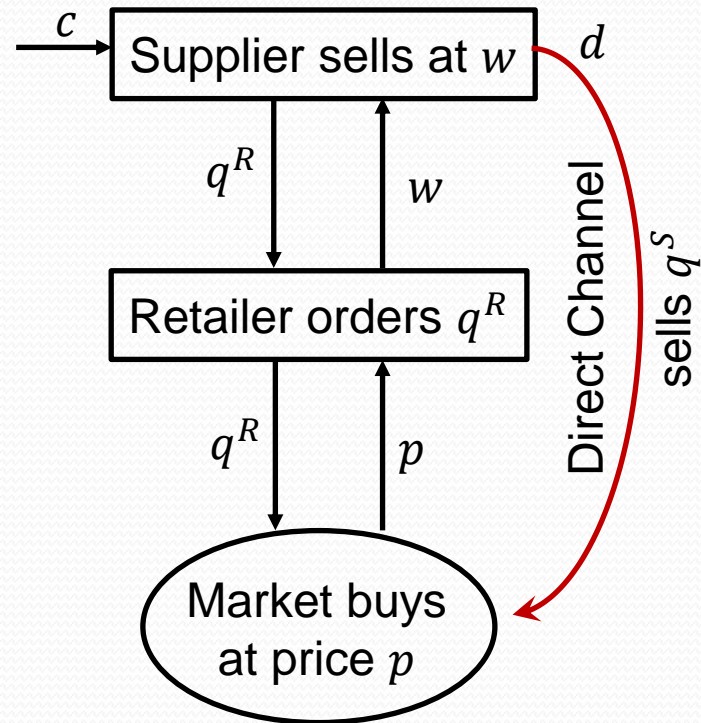 c
Supplier sells at w
d
q^R
w
Direct Channel
sells q^S
Retailer orders q^R
q^R
p
Market buys
at price p